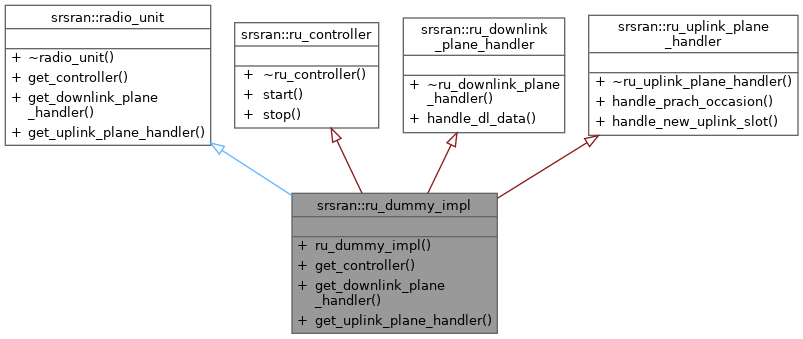 srsran::radio_unit
+ ~radio_unit()
+ get_controller()
+ get_downlink_plane
_handler()
+ get_uplink_plane_handler()
srsran::ru_controller
+ ~ru_controller()
+ start()
+ stop()
srsran::ru_downlink
_plane_handler
+ ~ru_downlink_plane
_handler()
+ handle_dl_data()
srsran::ru_uplink_plane
_handler
+ ~ru_uplink_plane_handler()
+ handle_prach_occasion()
+ handle_new_uplink_slot()
srsran::ru_dummy_impl
+ ru_dummy_impl()
+ get_controller()
+ get_downlink_plane
_handler()
+ get_uplink_plane_handler()